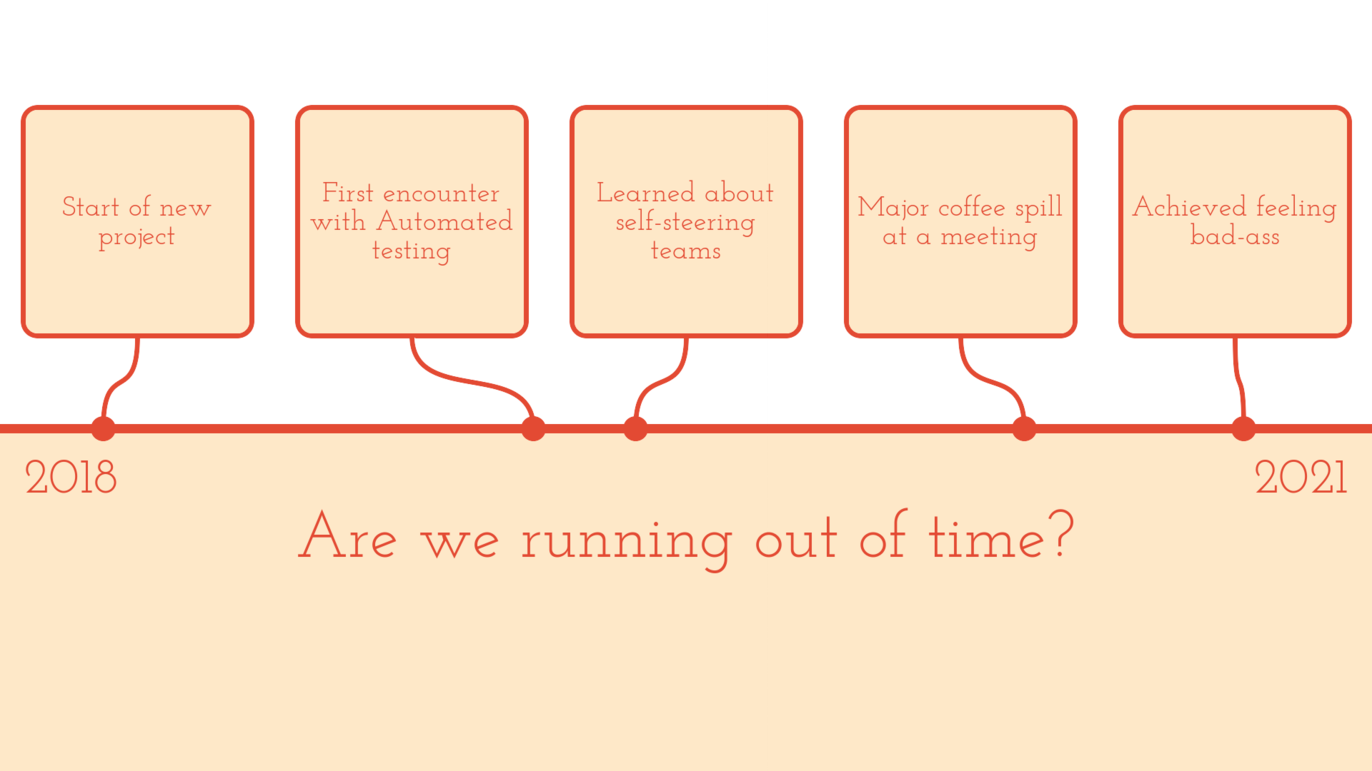 Start of new
project
First encounter
with Automated
testing
Learned about
self-steering
teams
Major coffee spill
at a meeting
Achieved feeling
bad-ass
2018
2021
Are we running out of time?